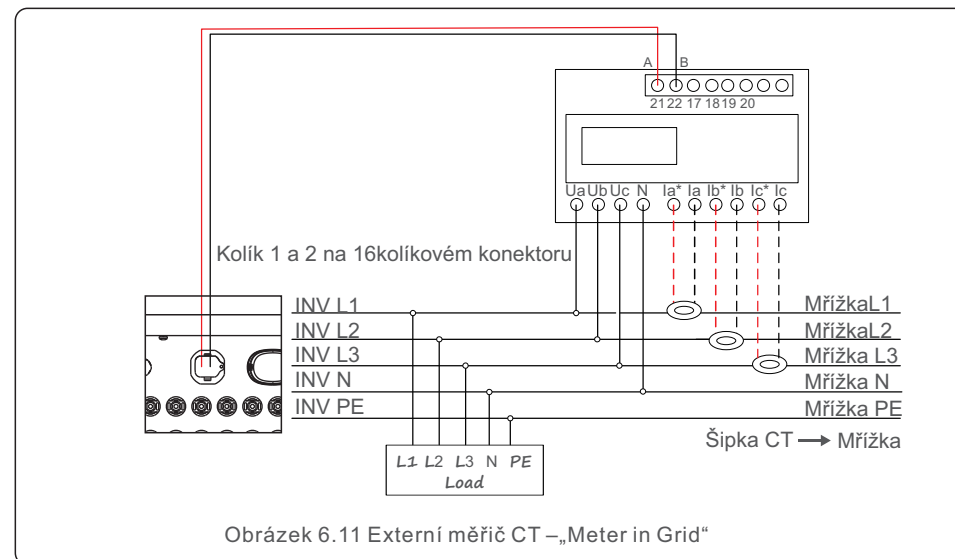 A B
21 22 17 18 19 20
Ua Ub Uc N Ia* Ia Ib* Ib Ic* Ic
Kolík 1 a 2 na 16kolíkovém konektoru
INV L1 MřížkaL1
INV L2 MřížkaL2
INV L3 Mřížka L3
INV N Mřížka N
INV PE Mřížka PE
Šipka CT → Mřížka
L1 L2 L3 N PE
Load
Obrázek 6.11 Externí měřič CT –„Meter in Grid“